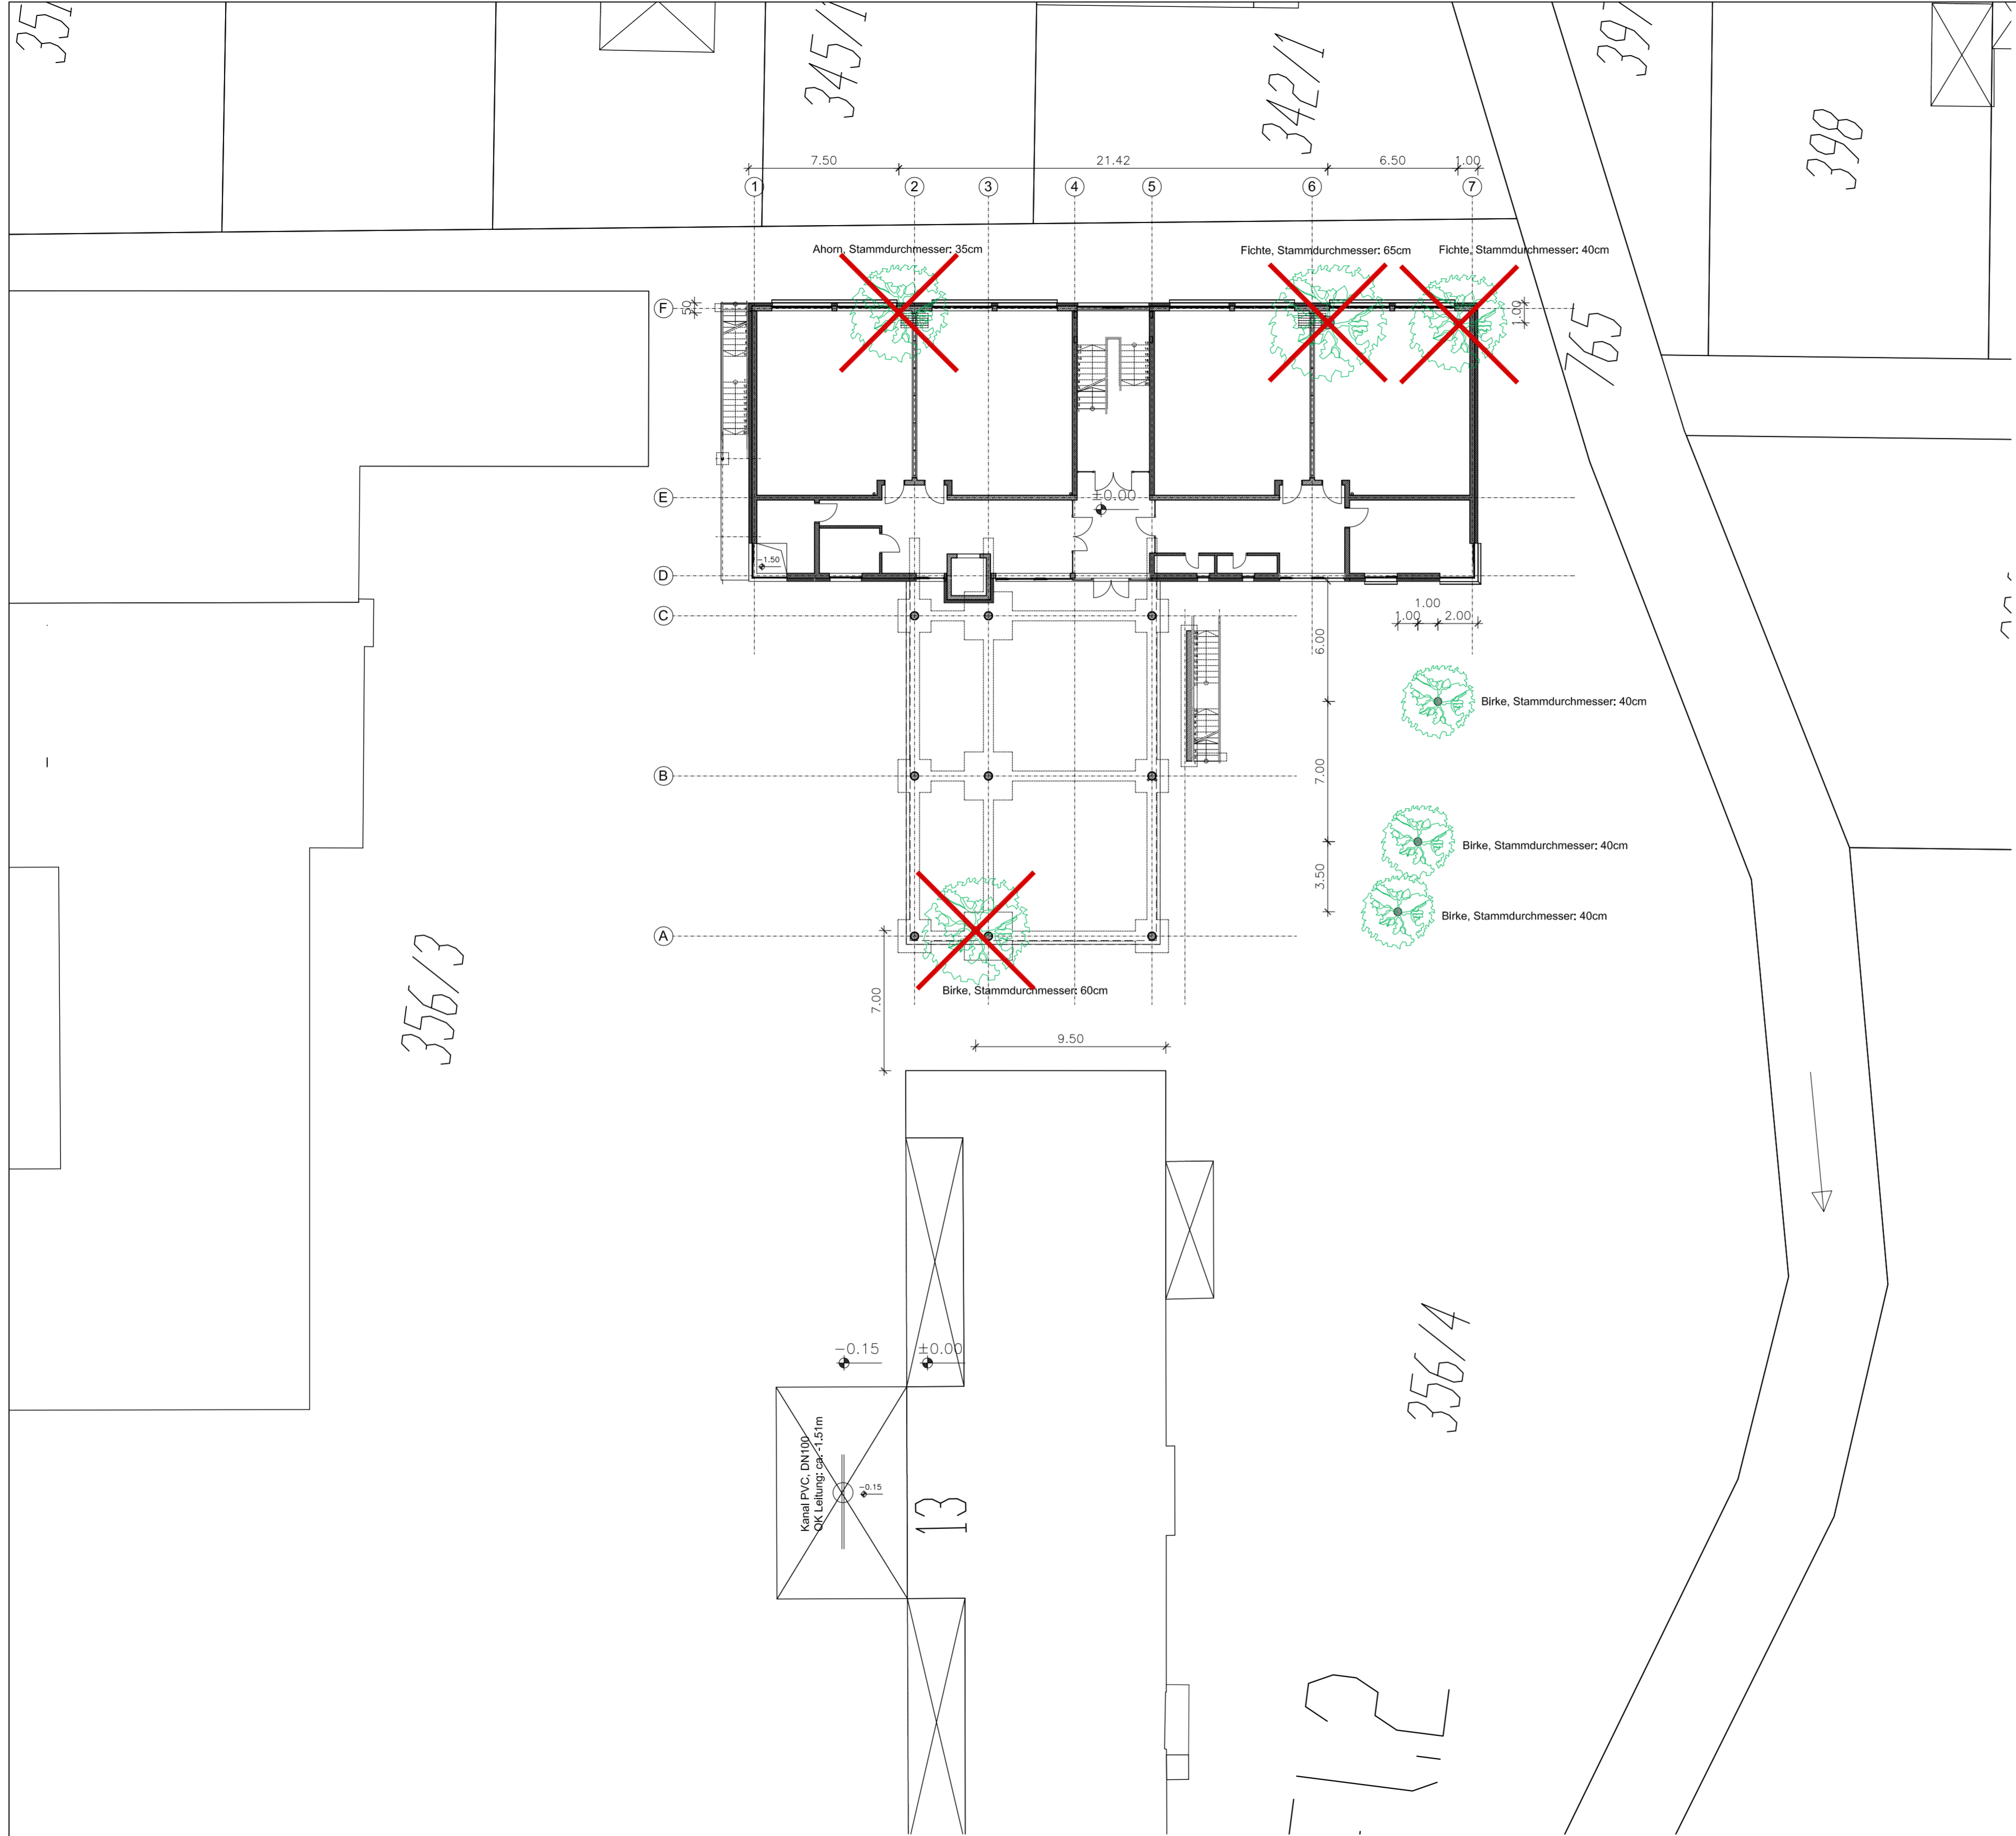 345/1
342/1
398
7.50
21.42
6.50
1.00
1
2
3
4
5
6
7
Ahorn, Stammdurchmesser: 35cm
Fichte, Stammdurchmesser: 65cm
Fichte, Stammdurchmesser: 40cm
F
50
1.00
765
E
±0.00
-1.50
D
C
1.00
1.00
2.00
6.00
Birke, Stammdurchmesser: 40cm
B
7.00
Birke, Stammdurchmesser: 40cm
3.50
Birke, Stammdurchmesser: 40cm
A
356/3
7.00
Birke, Stammdurchmesser: 60cm
9.50
-0.15
±0.00
356/4
Kanal PVC, DN100
OK Leitung: ca.-1.51m
-0.15
13